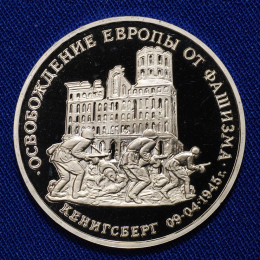 ·ОСВОБОЖДЕНИЕ ЕВРОПЫ ОТ ФАШИЗМА
КЕНИГСБЕРГ 09·04·1945г.